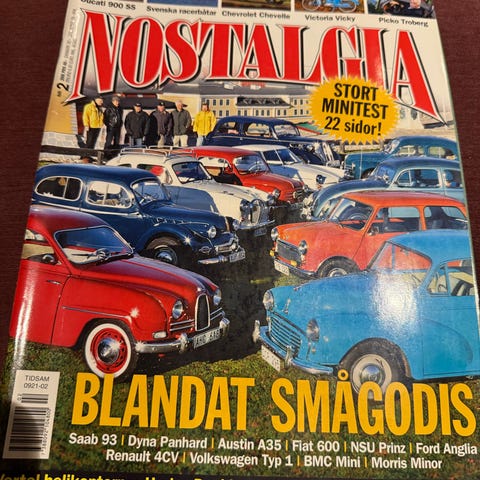 Ducati 900 SS Svenska racerbåtar Chevrolet Chevelle Victoria Vicky Picko Troberg
NOSTALGIA
STORT
MINITEST
22 sidor!
TIDSAM
0921-02
BLANDAT SMÅGODIS
Saab 93 | Dyna Panhard | Austin A35 | Fiat 600 | NSU Prinz | Ford Anglia
Renault 4CV | Volkswagen Typ 1 | BMC Mini | Morris Minor